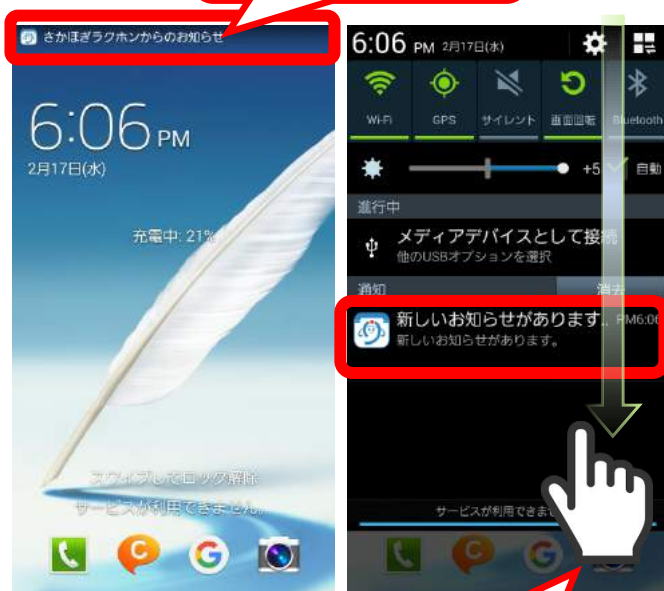 さかほぎラクホンからのお知らせ
6:06 PM
2月17日(水)
充電中: 21%
スワイプしてロック解除
サービスが利用できません。
6:06 PM 2月17日(水)
Wi-Fi GPS サイレント 画面回転 Bluetooth
+5 自動
進行中
メディアデバイスとして接続
他のUSBオプションを選択
通知 消去
新しいお知らせがあります.. PM6:06
新しいお知らせがあります。
サービスが利用できま